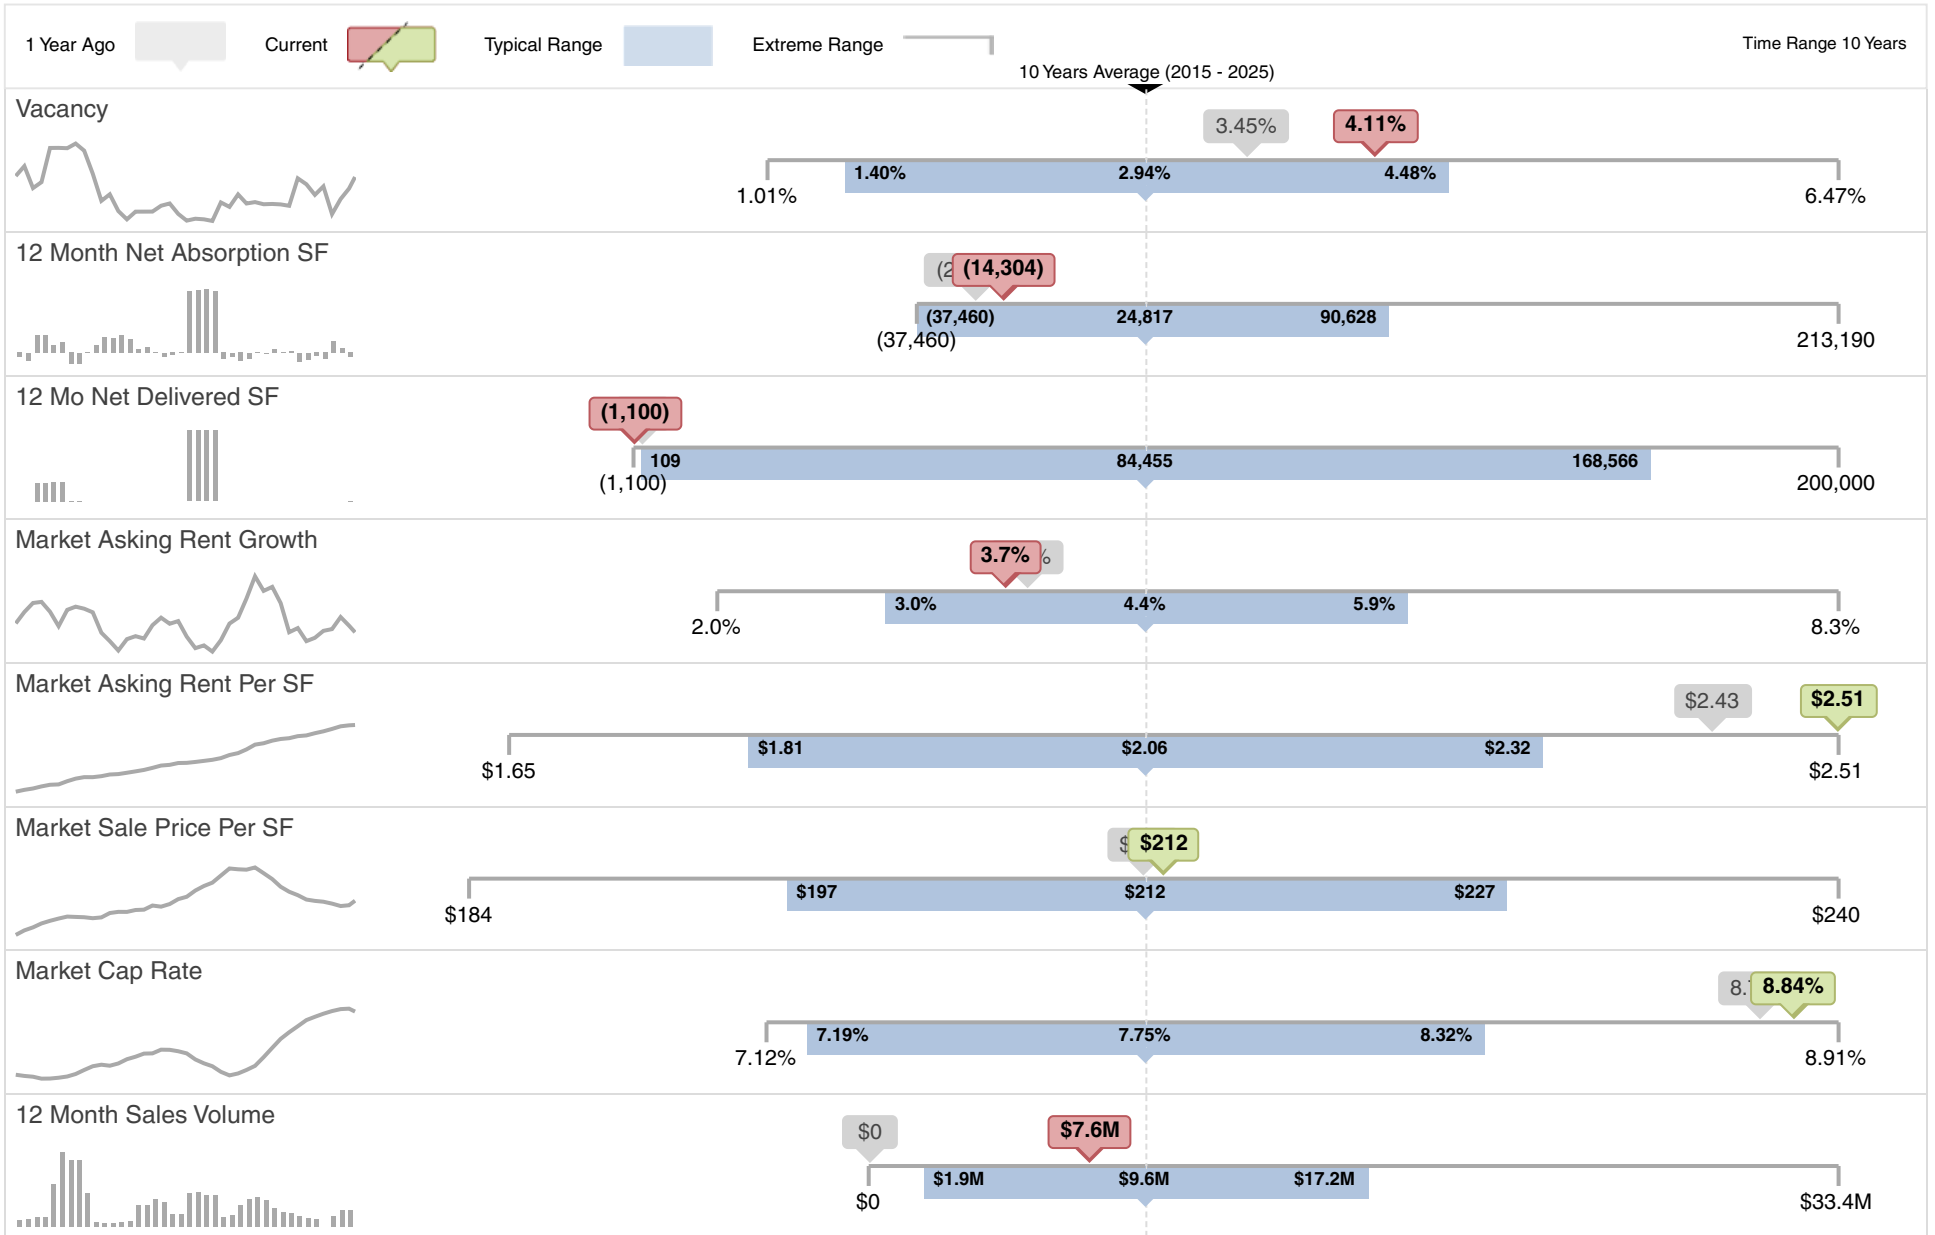 1 Year Ago
Current
Typical Range
Extreme Range
Time Range 10 Years
10 Years Average (2015 - 2025)
Vacancy
3.45%
4.11%
1.40%
2.94%
4.48%
1.01%
6.47%
12 Month Net Absorption SF
(14,304)
(37,460)
24,817
90,628
(37,460)
213,190
12 Mo Net Delivered SF
(1,100)
109
84,455
168,566
(1,100)
200,000
Market Asking Rent Growth
3.7%
%
3.0%
4.4%
5.9%
2.0%
8.3%
Market Asking Rent Per SF
$2.43
$2.51
$1.81
$2.06
$2.32
$1.65
$2.51
Market Sale Price Per SF
$
$212
$197
$212
$227
$184
$240
Market Cap Rate
8.84%
7.19%
7.75%
8.32%
7.12%
8.91%
12 Month Sales Volume
$0
$7.6M
$1.9M
$9.6M
$17.2M
$0
$33.4M